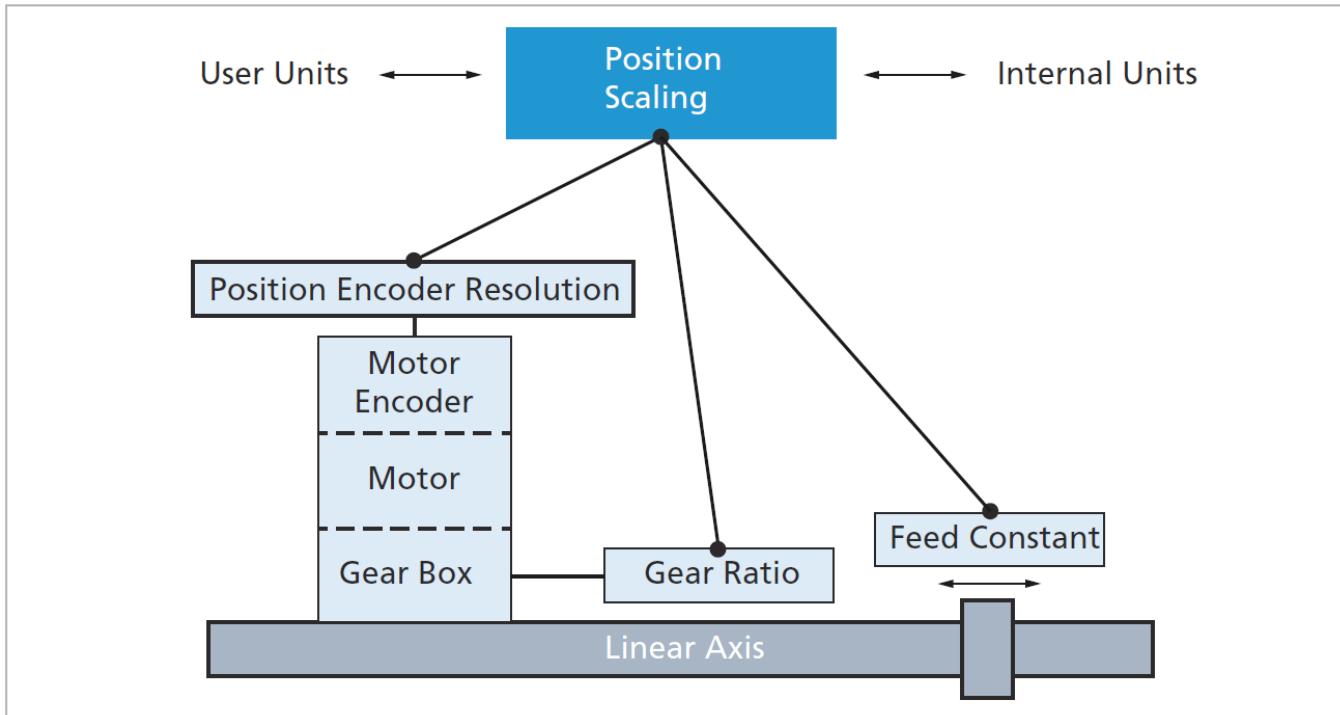 User Units
Position
Scaling
Internal Units
Position Encoder Resolution
Motor
Encoder
Motor
Feed Constant
Gear Box
Gear Ratio
Linear Axis